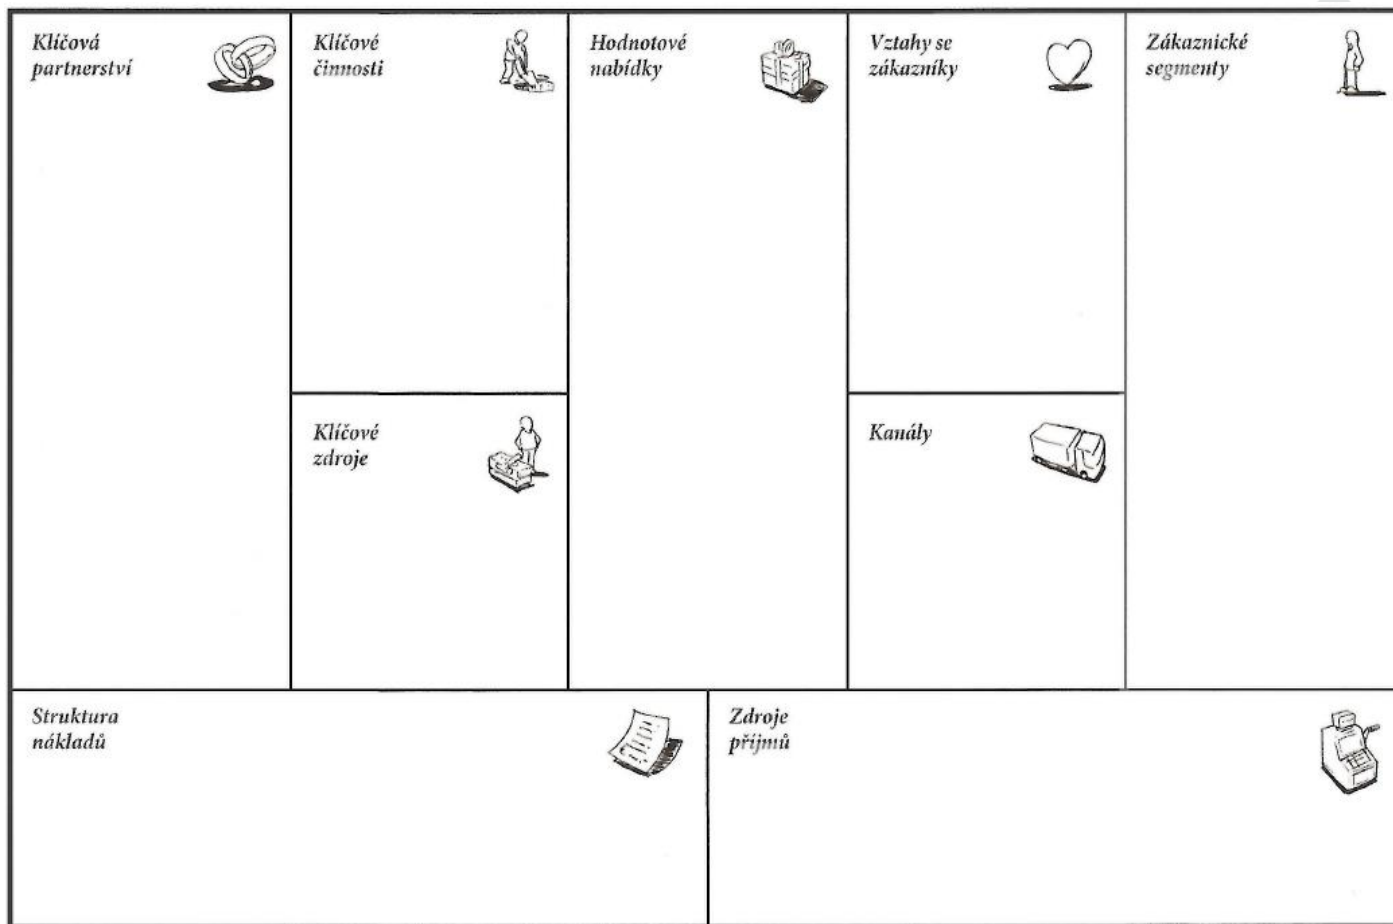 Klíčová
partnerství
Klíčové
činnosti
Hodnotové
nabídky
Vztahy se
zákazníky
Zákaznické
segmenty
Klíčové
zdroje
Kanály
Struktura
nákladů
Zdroje
příjmů